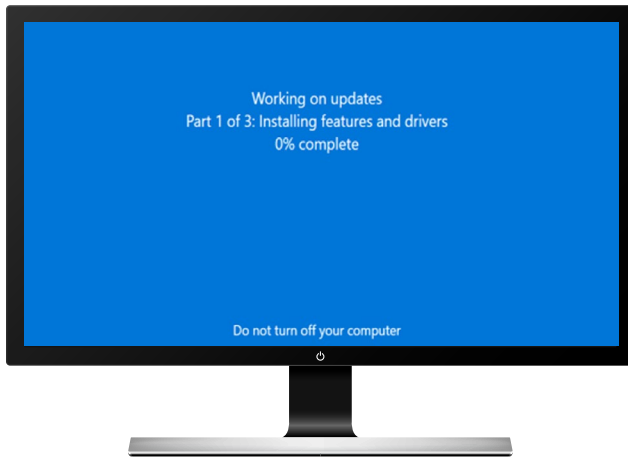 Working on updates
Part 1 of 3: Installing features and drivers
0% complete
Do not turn off your computer